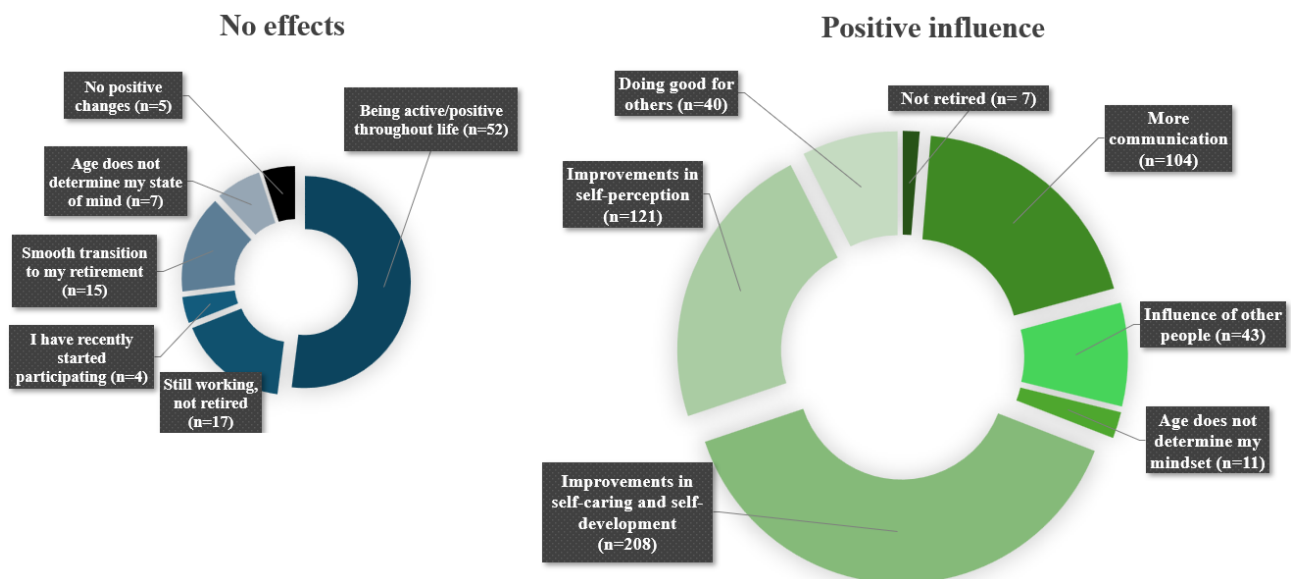 No effects
No positive
changes (n=5)
Being active/positive
throughout life (n=52)
Age does not
determine my state
of mind (n=7)
Smooth transition
to my retirement
(n=15)
I have recently
started
participating (n=4)
Still working,
not retired
(n=17)
Positive influence
Doing good for
others (n=40)
Not retired (n= 7)
More
communication
(n=104)
Improvements in
self-perception
(n=121)
Influence of other
people (n=43)
Age does not
determine my
mindset (n=11)
Improvements in
self-caring and self-
development
(n=208)